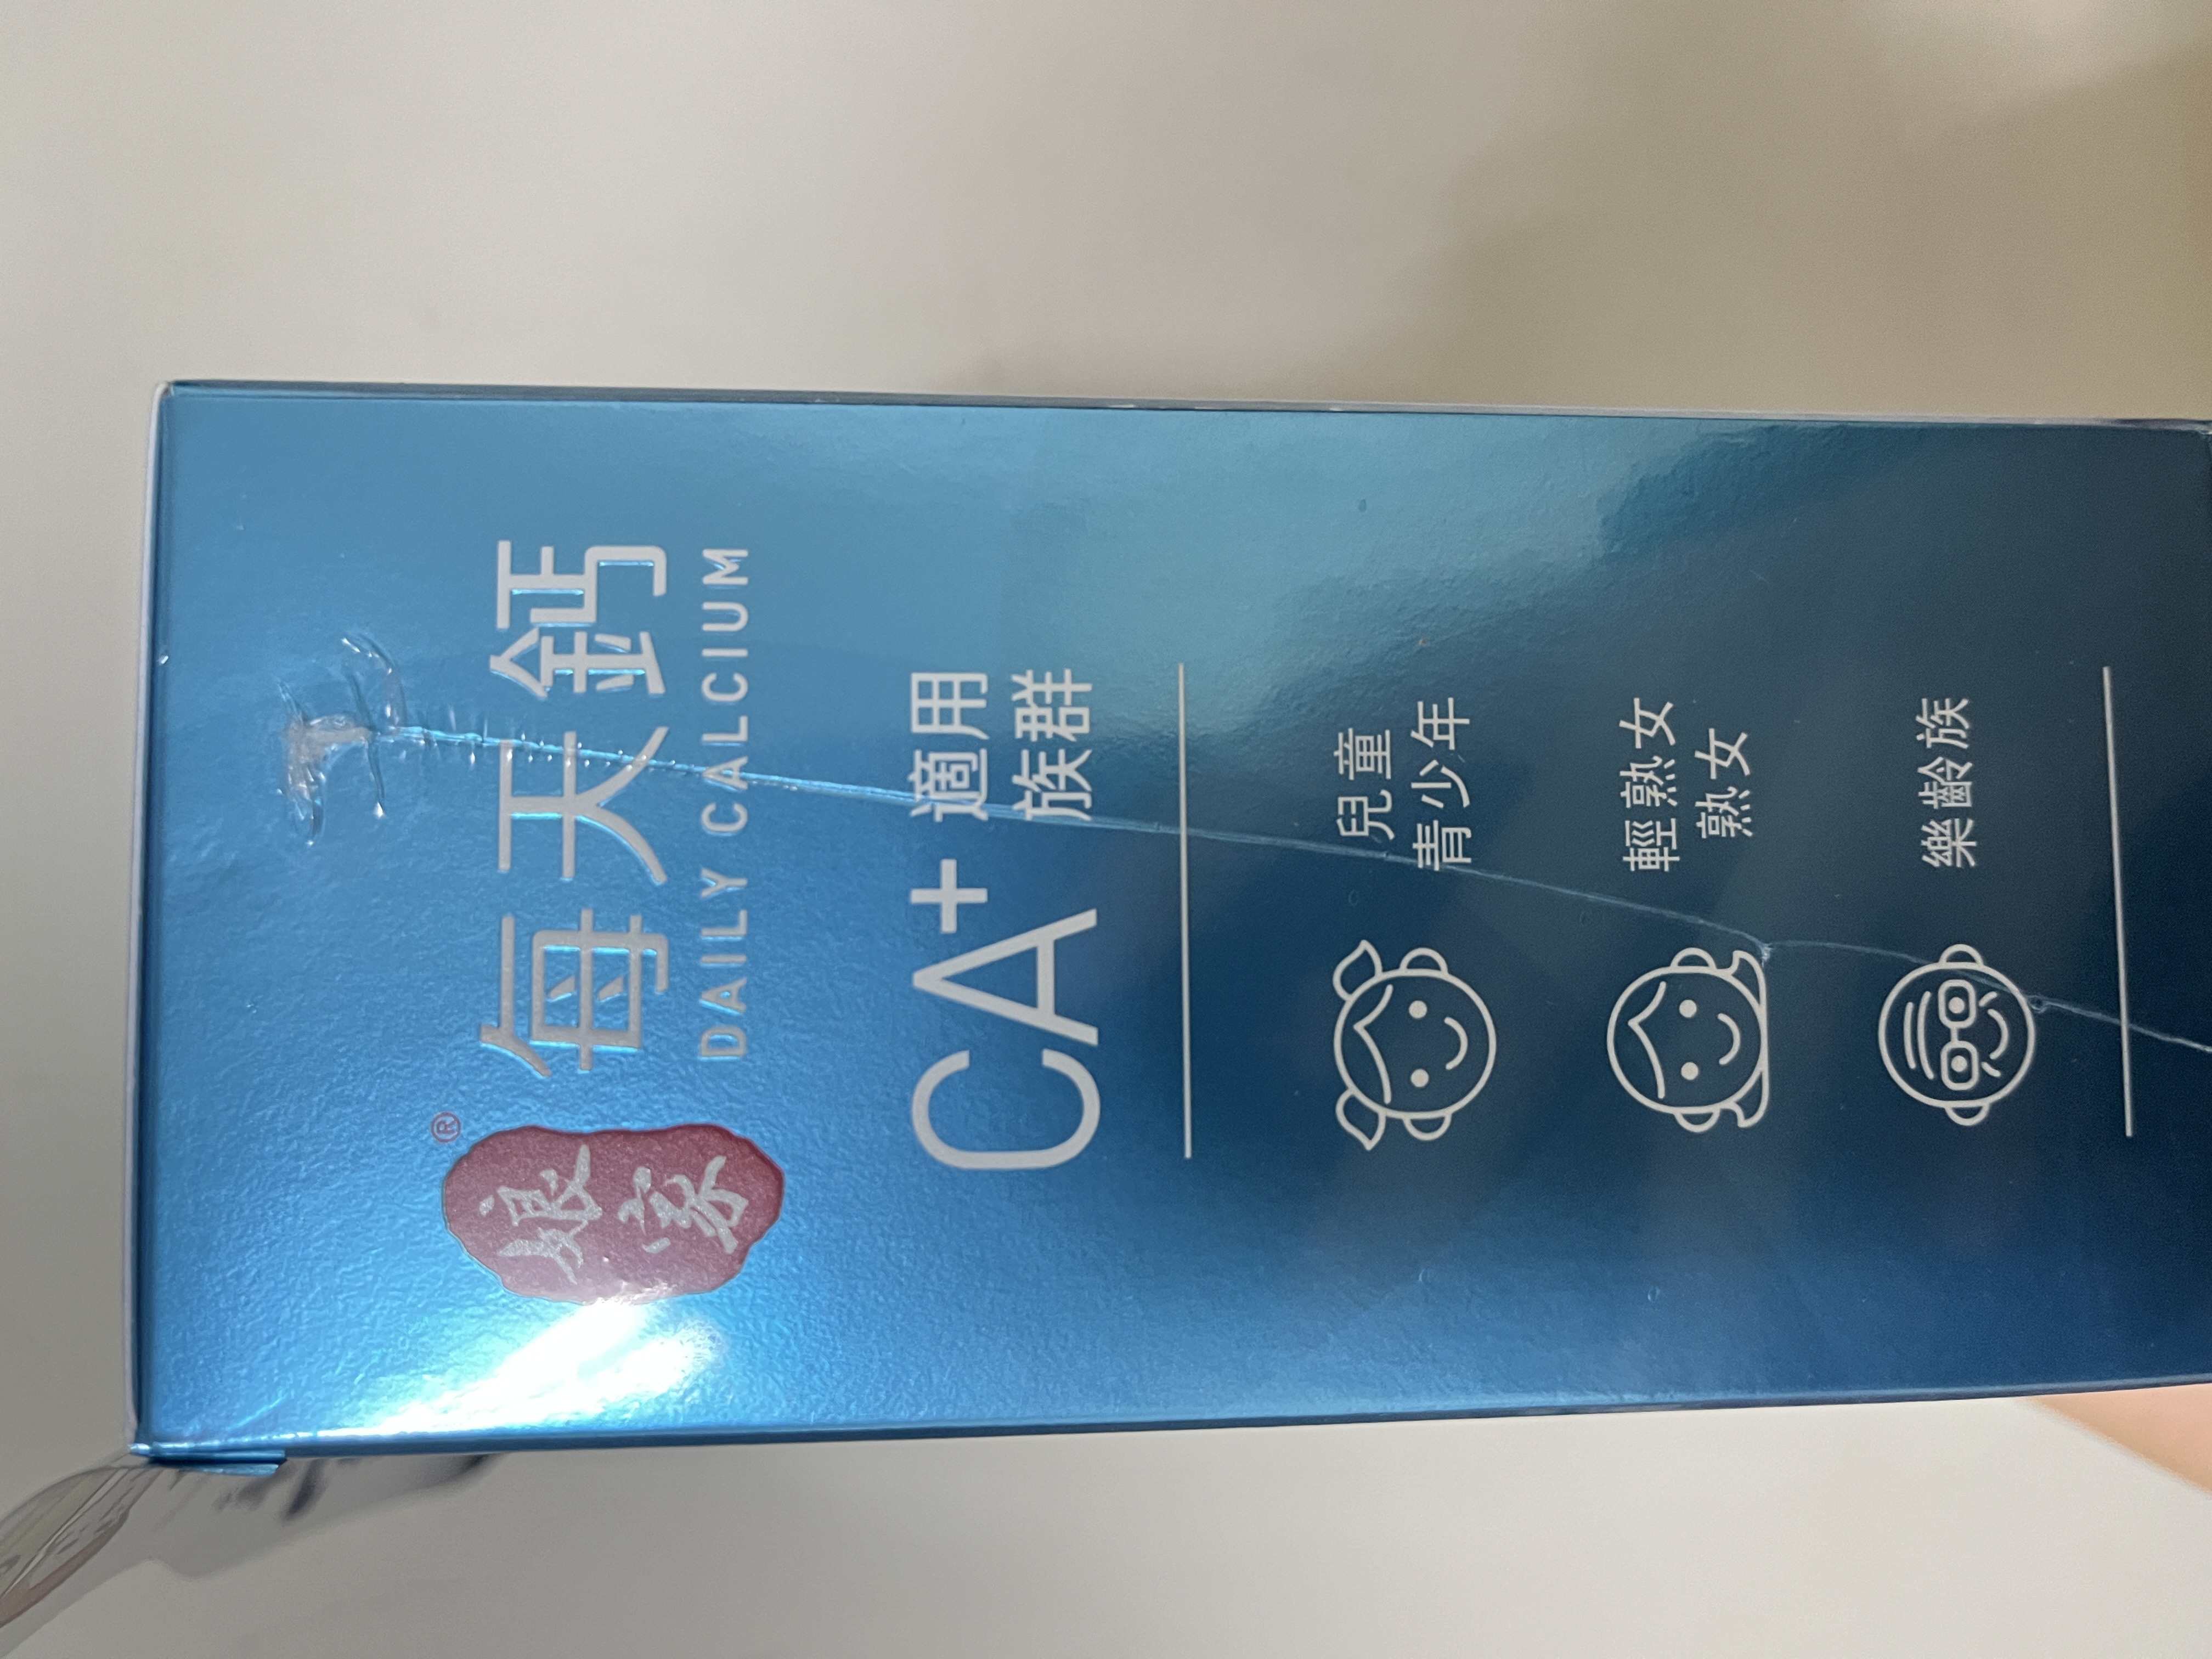 娘家®
每天鈣
DAILY CALCIUM
CA+ 適用
族群
兒童
青少年
輕熟女
熟女
樂齡族